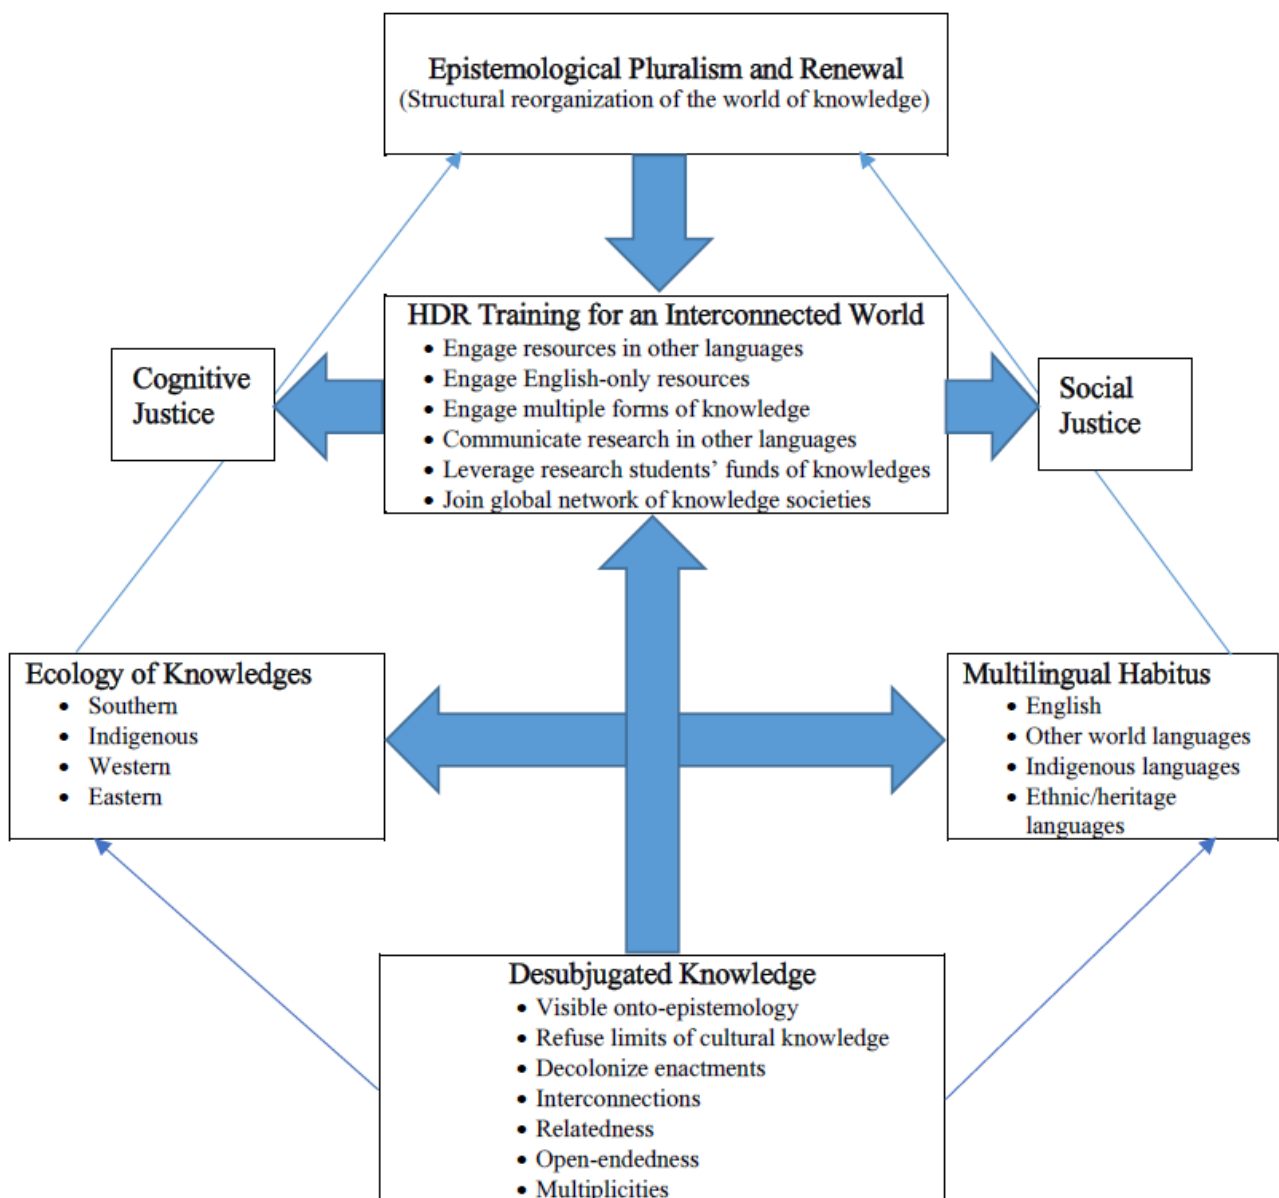 Epistemological Pluralism and Renewal
(Structural reorganization of the world of knowledge)
HDR Training for an Interconnected World
• Engage resources in other languages
• Engage English-only resources
• Engage multiple forms of knowledge
• Communicate research in other languages
• Leverage research students’ funds of knowledges
• Join global network of knowledge societies
Cognitive
Justice
Social
Justice
Ecology of Knowledges
• Southern
• Indigenous
• Western
• Eastern
Multilingual Habitus
• English
• Other world languages
• Indigenous languages
• Ethnic/heritage
languages
Desubjugated Knowledge
• Visible onto-epistemology
• Refuse limits of cultural knowledge
• Decolonize enactments
• Interconnections
• Relatedness
• Open-endedness
• Multiplicities